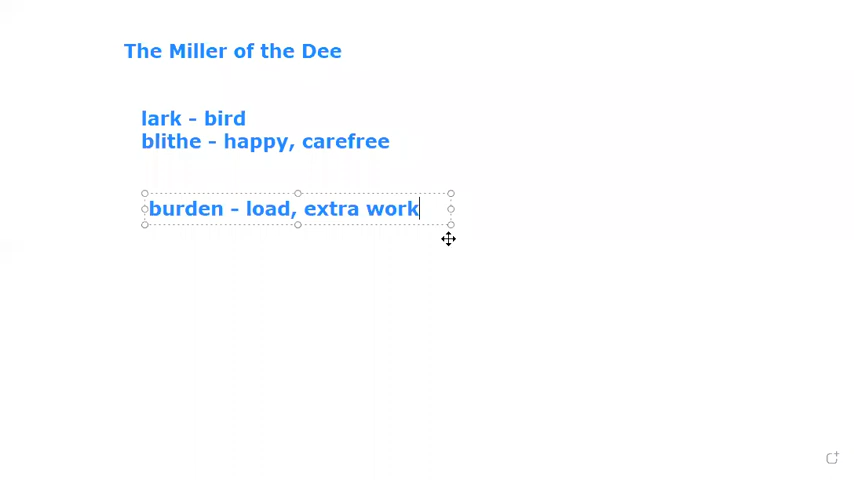 The Miller of the Dee
lark - bird
blithe - happy, carefree
burden - load, extra work